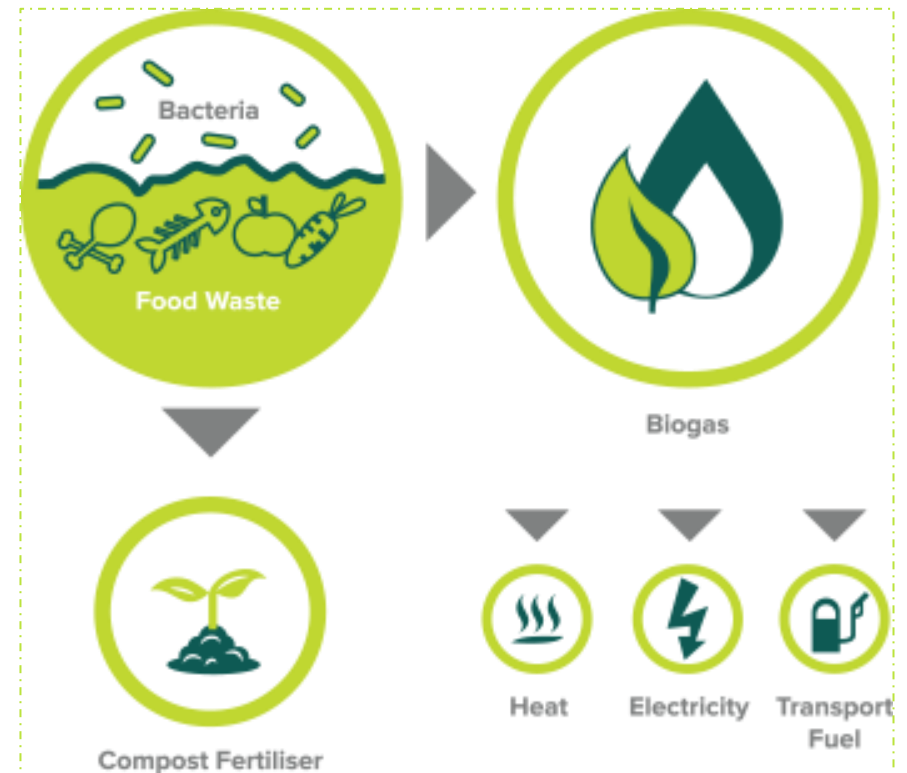 Bacteria
Food Waste
Biogas
Compost Fertiliser
Heat
Electricity
Transport
Fuel